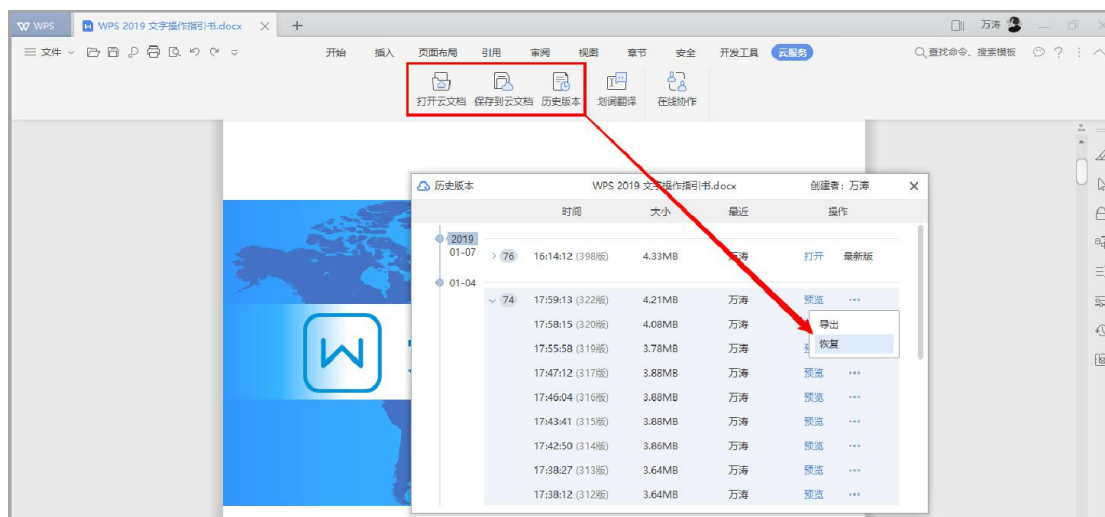 WPS WPS 2019 文字操作指引书.docx 万涛
文件 开始 插入 页面布局 引用 审阅 视图 章节 安全 开发工具 云服务 查找命令、搜索模板
打开云文档 保存到云文档 历史版本 划词翻译 在线协作
历史版本 WPS 2019 文字操作指引书.docx 创建者：万涛
时间 大小 最近 操作
2019
01-07 76 16:14:12 (398版) 4.33MB 万涛 打开 最新版
01-04
74 17:59:13 (322版) 4.21MB 万涛 预览 ...
17:58:15 (320版) 4.08MB 万涛 导出
17:55:58 (319版) 3.78MB 万涛 恢复
17:47:12 (317版) 3.88MB 万涛 预览 ...
17:46:04 (316版) 3.88MB 万涛 预览 ...
17:43:41 (315版) 3.88MB 万涛 预览 ...
17:42:50 (314版) 3.86MB 万涛 预览 ...
17:38:27 (313版) 3.64MB 万涛 预览 ...
17:38:12 (312版) 3.64MB 万涛 预览 ...